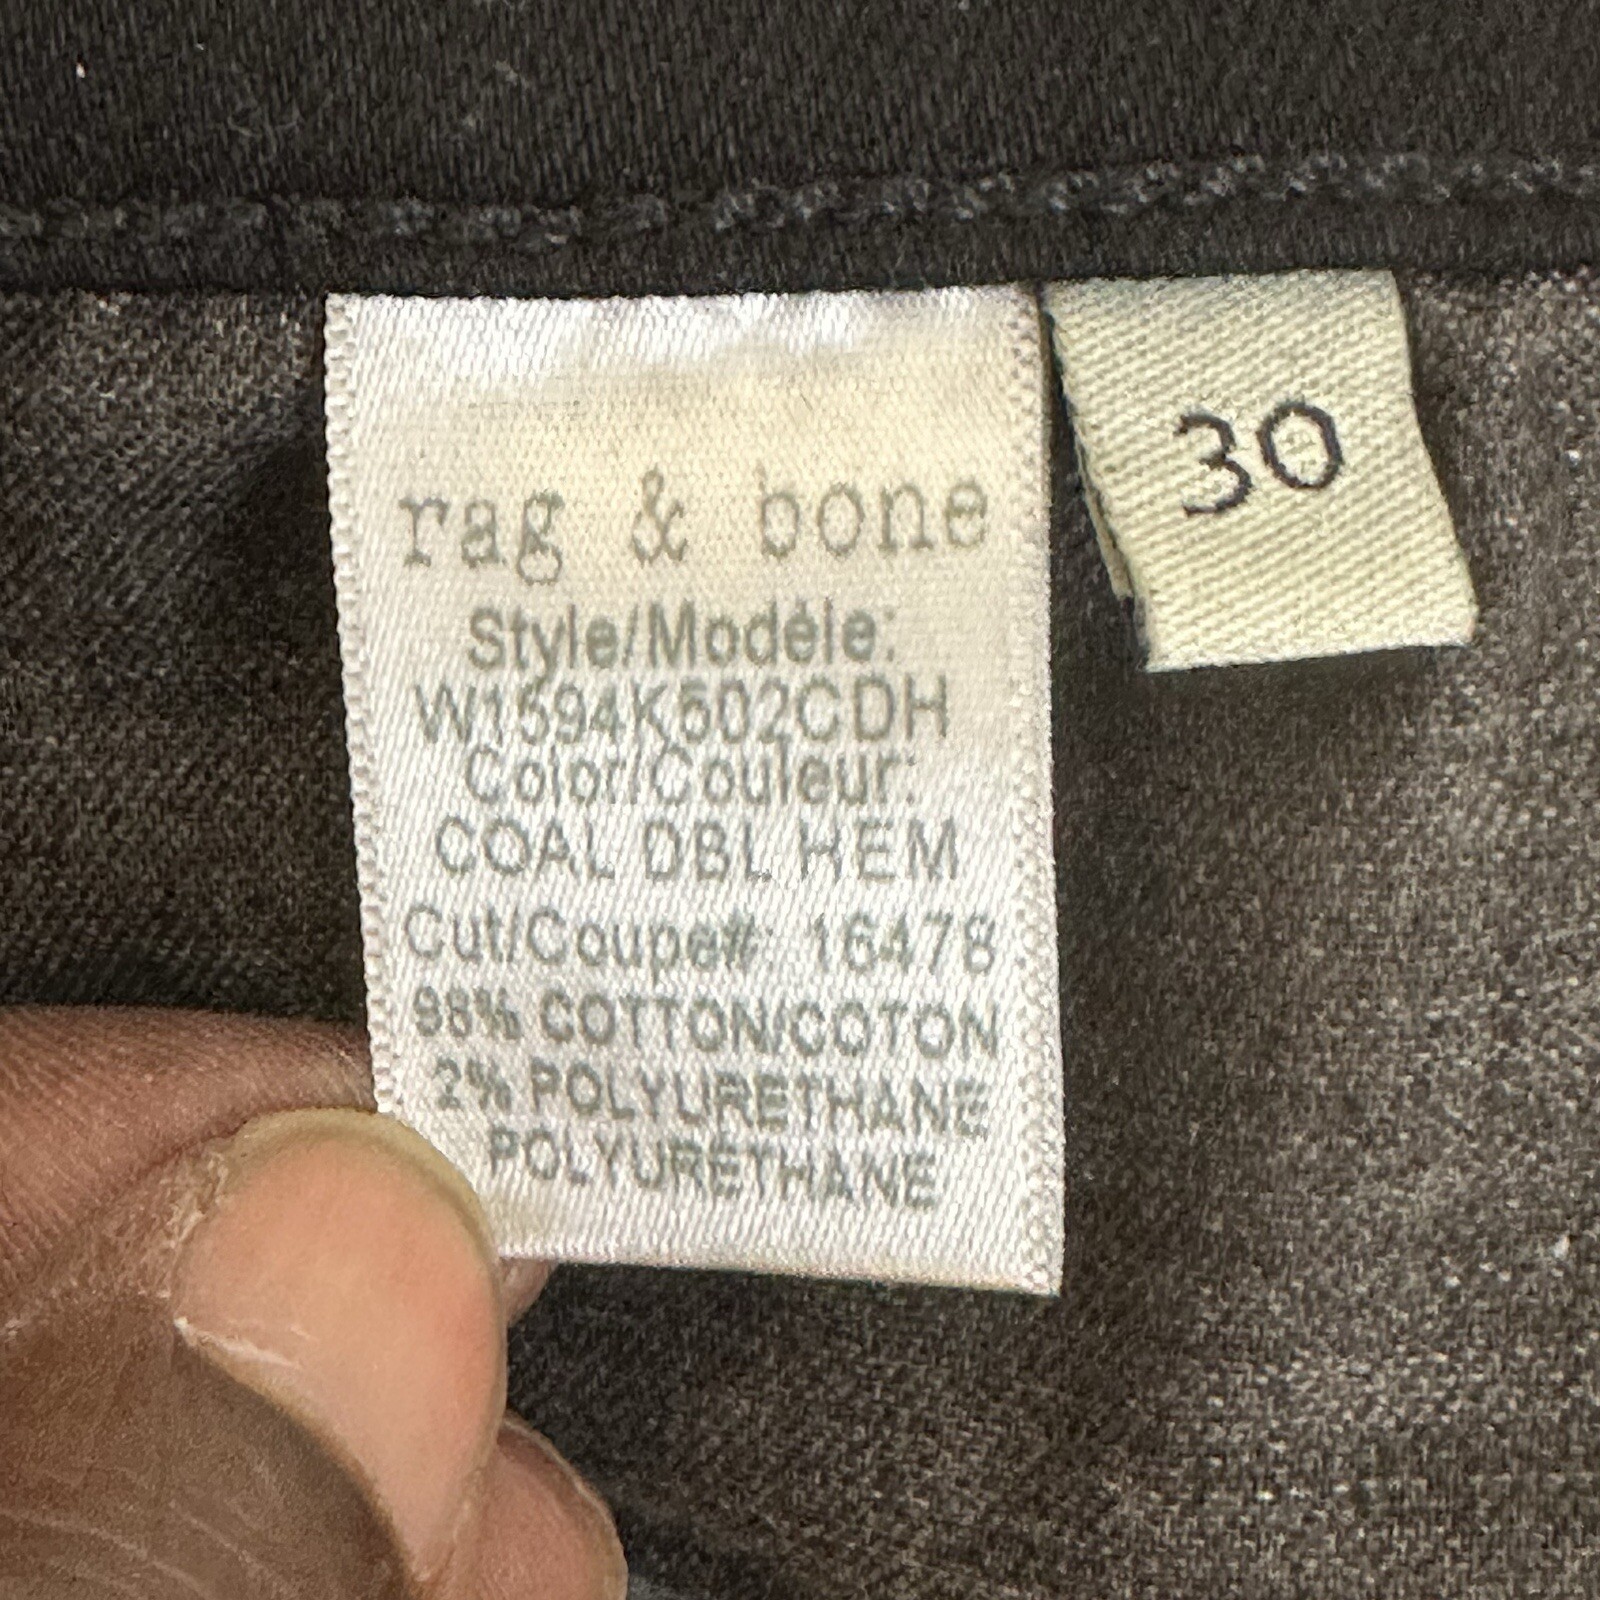 rag & bone
Style/Modèle:
W1594K502CDH
Color/Couleur:
COAL DBL HEM
Cut/Coupe# 16478
98% COTTON/COTON
2% POLYURETHANE
POLYURÉTHANE
30